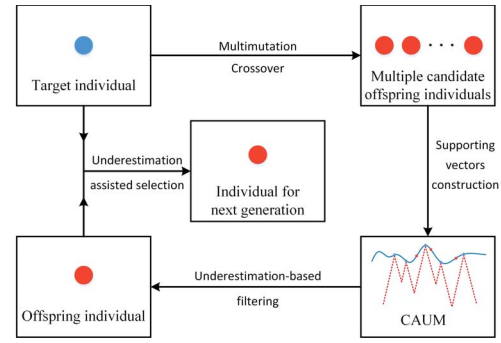 Multimutation
Crossover
Target individual
Multiple candidate
offspring individuals
Underestimation
assisted selection
Individual for
next generation
Supporting
vectors
construction
Underestimation-based
filtering
Offspring individual
CAUM